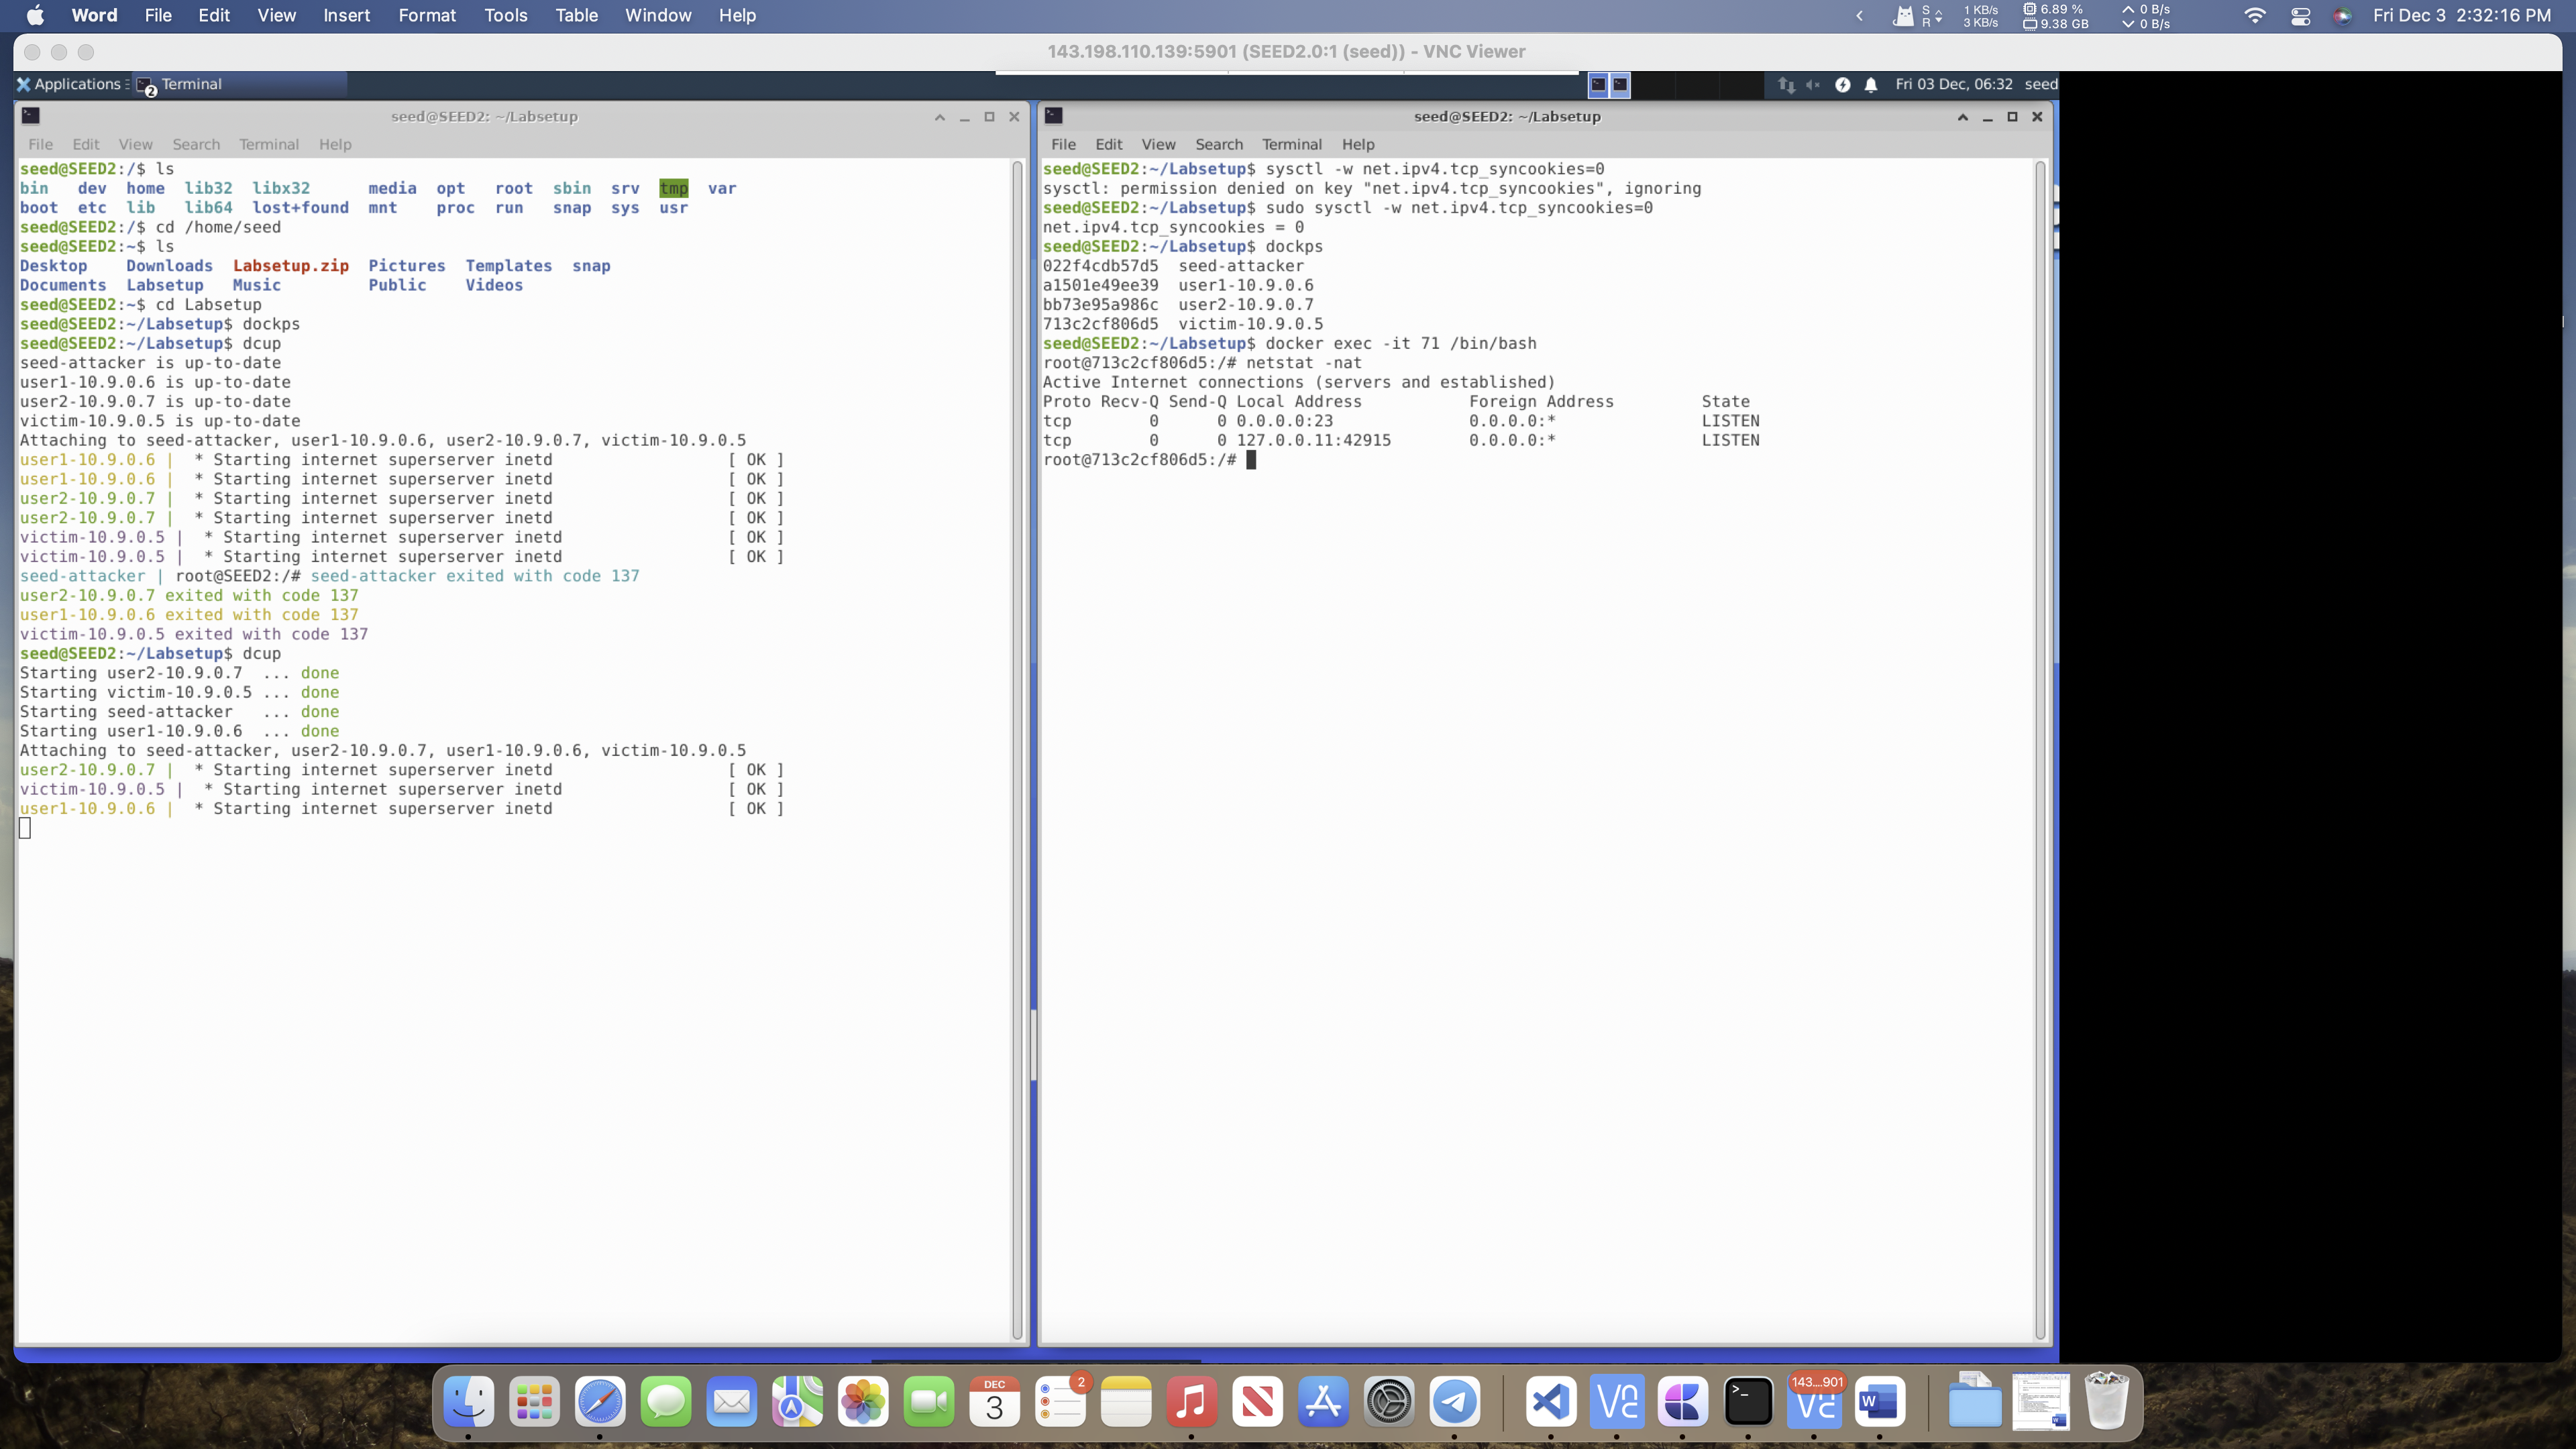 Word File Edit View Insert Format Tools Table Window Help
S R 1 KB/s 3 KB/s 6.89 % 9.38 GB 0 B/s 0 B/s Fri Dec 3 2:32:16 PM
143.198.110.139:5901 (SEED2.0:1 (seed)) - VNC Viewer
Applications 2 Terminal Fri 03 Dec, 06:32 seed
seed@SEED2: ~/Labsetup
File Edit View Search Terminal Help
seed@SEED2:/$ ls
bin dev home lib32 libx32 media opt root sbin srv tmp var
boot etc lib lib64 lost+found mnt proc run snap sys usr
seed@SEED2:/$ cd /home/seed
seed@SEED2:~$ ls
Desktop Downloads Labsetup.zip Pictures Templates snap
Documents Labsetup Music Public Videos
seed@SEED2:~$ cd Labsetup
seed@SEED2:~/Labsetup$ dockps
seed@SEED2:~/Labsetup$ dcup
seed-attacker is up-to-date
user1-10.9.0.6 is up-to-date
user2-10.9.0.7 is up-to-date
victim-10.9.0.5 is up-to-date
Attaching to seed-attacker, user1-10.9.0.6, user2-10.9.0.7, victim-10.9.0.5
user1-10.9.0.6 | * Starting internet superserver inetd [ OK ]
user1-10.9.0.6 | * Starting internet superserver inetd [ OK ]
user2-10.9.0.7 | * Starting internet superserver inetd [ OK ]
user2-10.9.0.7 | * Starting internet superserver inetd [ OK ]
victim-10.9.0.5 | * Starting internet superserver inetd [ OK ]
victim-10.9.0.5 | * Starting internet superserver inetd [ OK ]
seed-attacker | root@SEED2:/# seed-attacker exited with code 137
user2-10.9.0.7 exited with code 137
user1-10.9.0.6 exited with code 137
victim-10.9.0.5 exited with code 137
seed@SEED2:~/Labsetup$ dcup
Starting user2-10.9.0.7 ... done
Starting victim-10.9.0.5 ... done
Starting seed-attacker ... done
Starting user1-10.9.0.6 ... done
Attaching to seed-attacker, user2-10.9.0.7, user1-10.9.0.6, victim-10.9.0.5
user2-10.9.0.7 | * Starting internet superserver inetd [ OK ]
victim-10.9.0.5 | * Starting internet superserver inetd [ OK ]
user1-10.9.0.6 | * Starting internet superserver inetd [ OK ]
seed@SEED2: ~/Labsetup
File Edit View Search Terminal Help
seed@SEED2:~/Labsetup$ sysctl -w net.ipv4.tcp_syncookies=0
sysctl: permission denied on key "net.ipv4.tcp_syncookies", ignoring
seed@SEED2:~/Labsetup$ sudo sysctl -w net.ipv4.tcp_syncookies=0
net.ipv4.tcp_syncookies = 0
seed@SEED2:~/Labsetup$ dockps
022f4cdb57d5 seed-attacker
a1501e49ee39 user1-10.9.0.6
bb73e95a986c user2-10.9.0.7
713c2cf806d5 victim-10.9.0.5
seed@SEED2:~/Labsetup$ docker exec -it 71 /bin/bash
root@713c2cf806d5:/# netstat -nat
Active Internet connections (servers and established)
Proto Recv-Q Send-Q Local Address Foreign Address State
tcp 0 0 0.0.0.0:23 0.0.0.0:* LISTEN
tcp 0 0 127.0.0.11:42915 0.0.0.0:* LISTEN
root@713c2cf806d5:/#
DEC 3
2
143....901
W